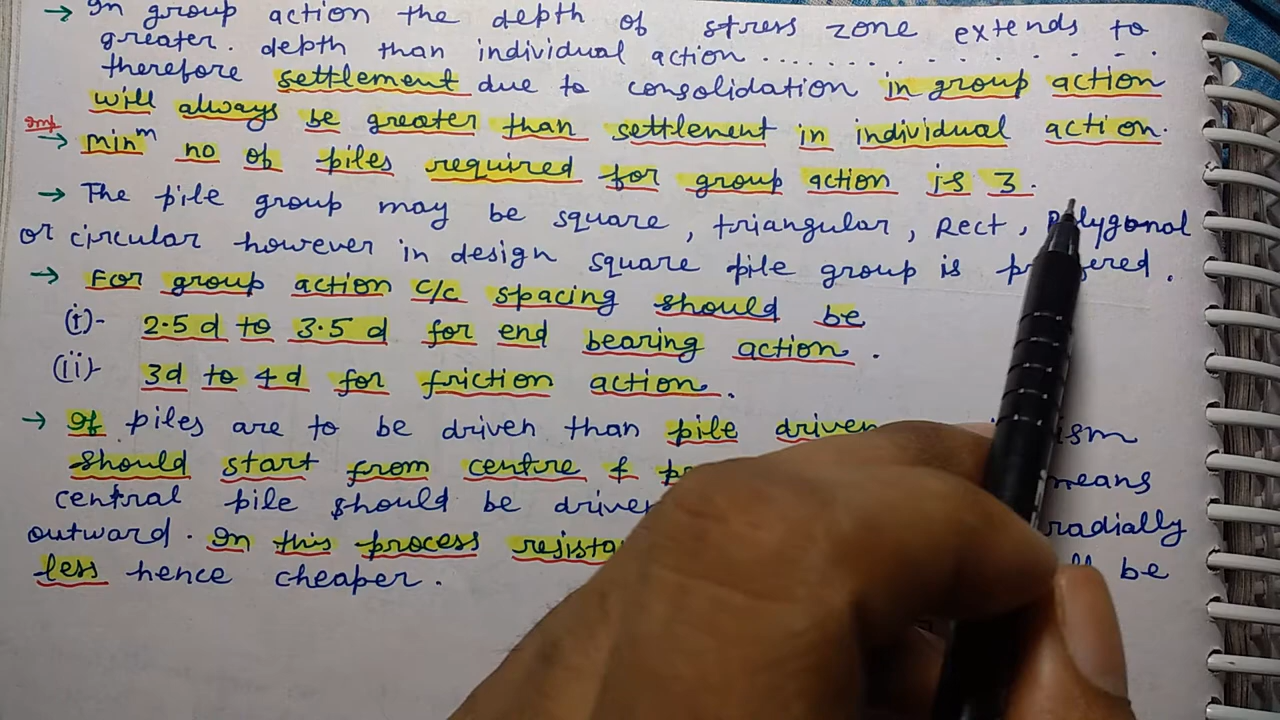 → In group action the depth of stress zone extends to
greater. depth than individual action ...........
therefore settlement due to consolidation in group action
will always be greater than settlement in individual action.
Imp
→ minᵐ no of piles required for group action is 3.
→ The pile group may be square, triangular, Rect, Polygonal
or circular however in design square pile group is
→ For group action c/c spacing should be
(i)- 2.5 d to 3.5 d for end bearing action.
(ii)- 3d to 4d for friction action.
→ If piles are to be driven than pile driven
should start from centre & means
central pile should be radially
outward. In this process be
less hence cheaper.